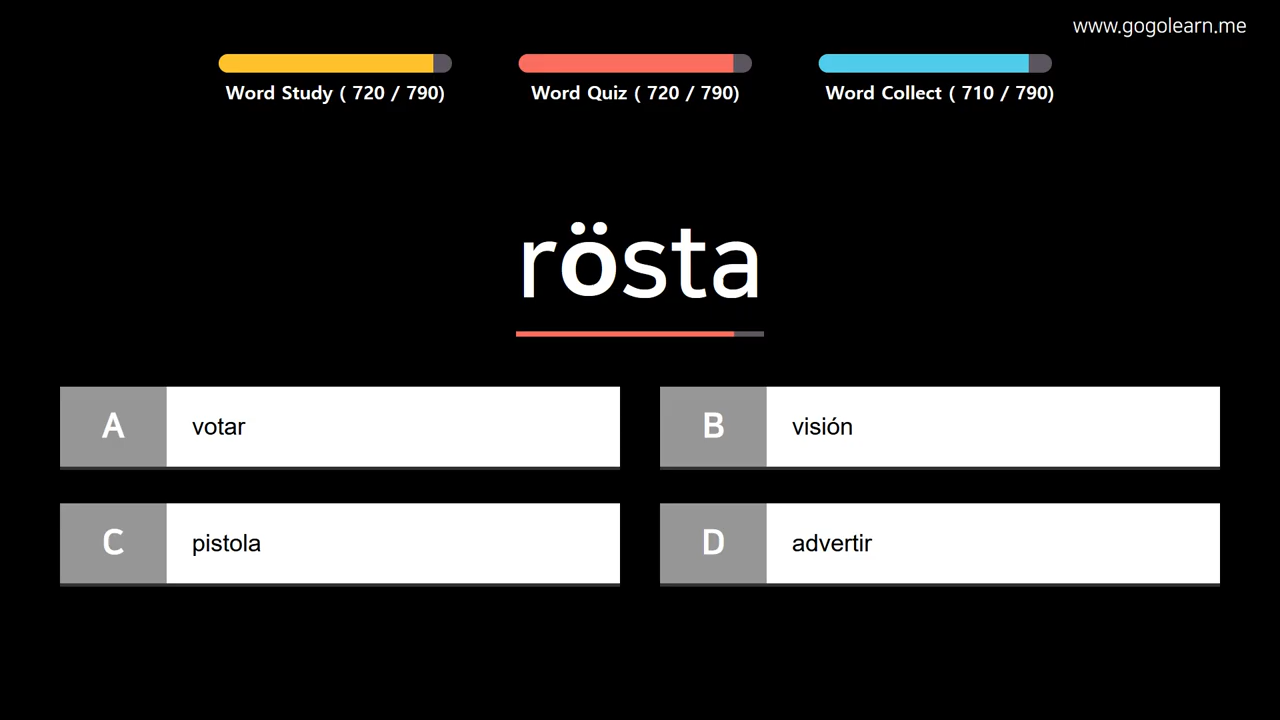 www.gogolearn.me
Word Study ( 720 / 790)
Word Quiz ( 720 / 790)
Word Collect ( 710 / 790)
rösta
A votar
B visión
C pistola
D advertir